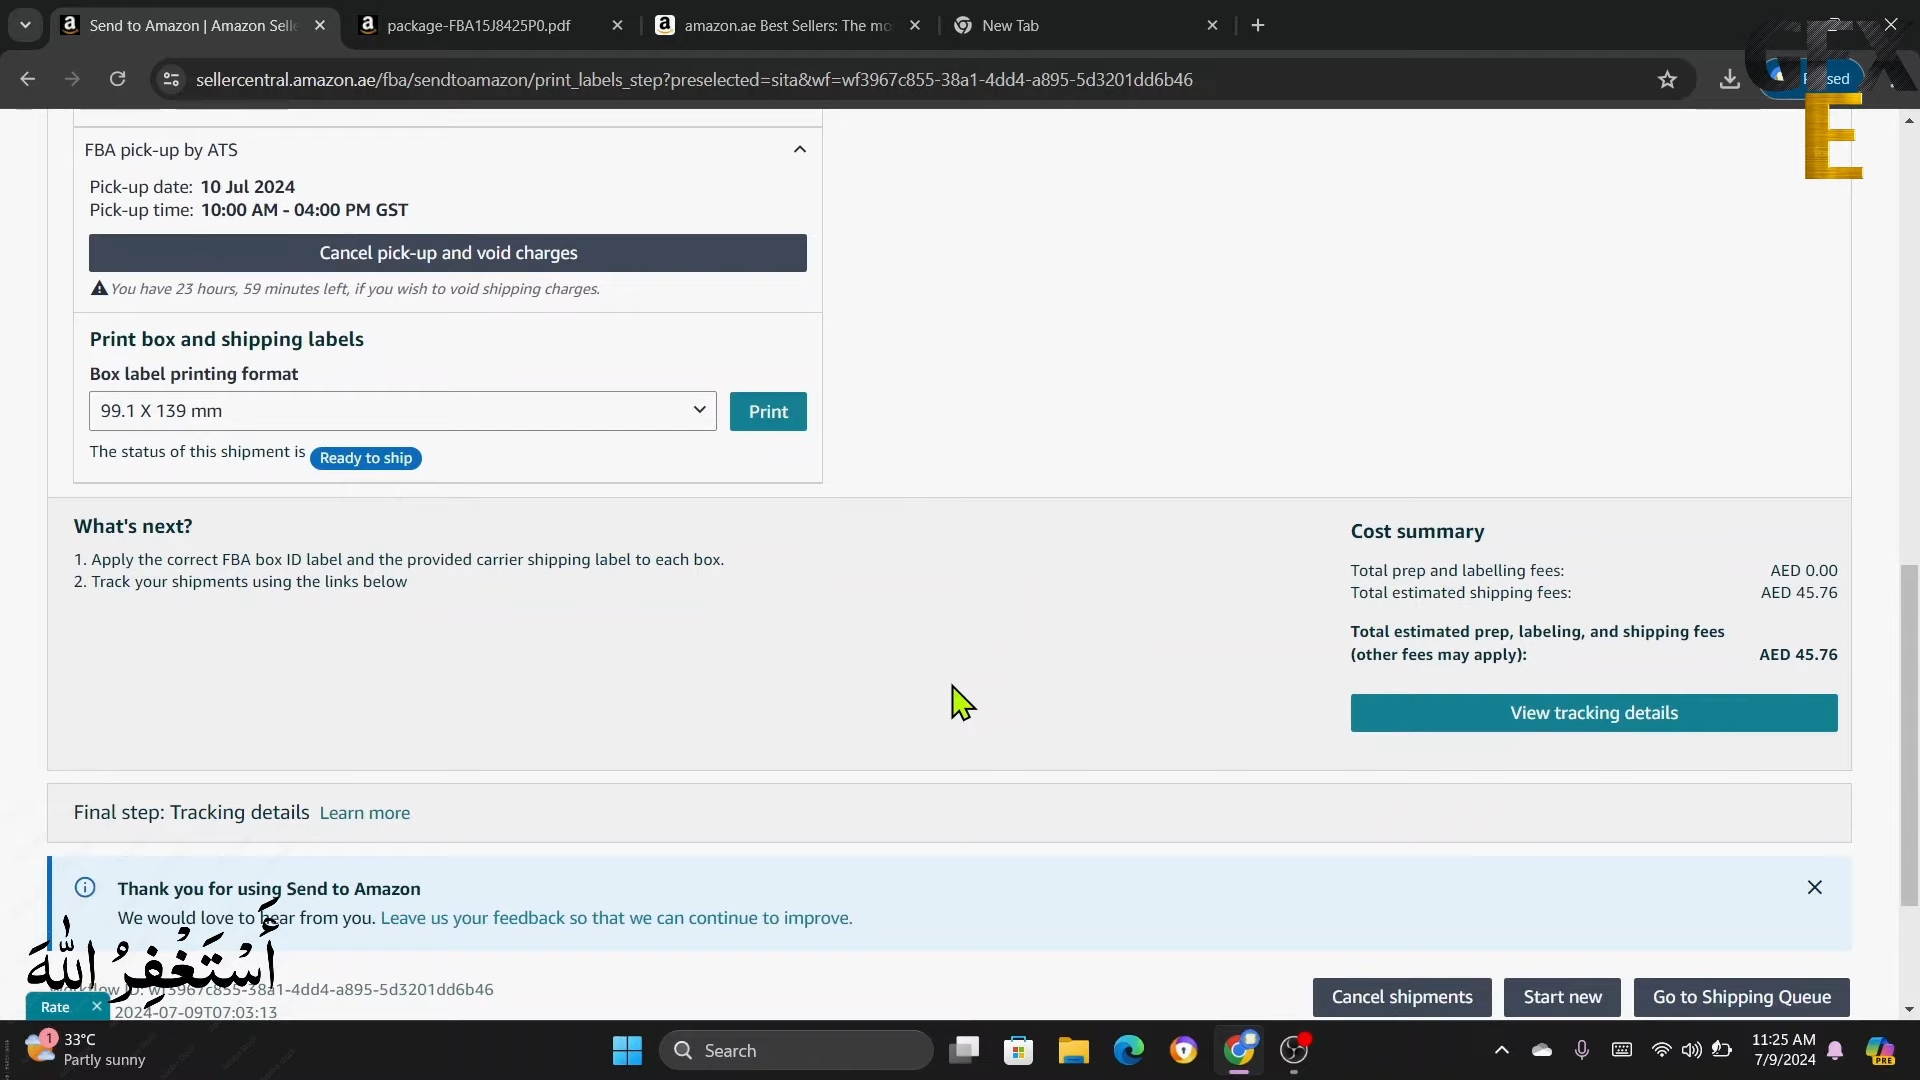 Send to Amazon | Amazon Selle
package-FBA15J8425P0.pdf
amazon.ae Best Sellers: The mo
New Tab
sellercentral.amazon.ae/fba/sendtoamazon/print_labels_step?preselected=sita&wf=wf3967c855-38a1-4dd4-a895-5d3201dd6b46
GFX
E
FBA pick-up by ATS
Pick-up date: 10 Jul 2024
Pick-up time: 10:00 AM - 04:00 PM GST
Cancel pick-up and void charges
You have 23 hours, 59 minutes left, if you wish to void shipping charges.
Print box and shipping labels
Box label printing format
99.1 X 139 mm
Print
The status of this shipment is Ready to ship
What's next?
1. Apply the correct FBA box ID label and the provided carrier shipping label to each box.
2. Track your shipments using the links below
Cost summary
Total prep and labelling fees: AED 0.00
Total estimated shipping fees: AED 45.76
Total estimated prep, labeling, and shipping fees
(other fees may apply): AED 45.76
View tracking details
Final step: Tracking details Learn more
Thank you for using Send to Amazon
We would love to hear from you. Leave us your feedback so that we can continue to improve.
أَسْتَغْفِرُ اللهَ
ID: wf3967c855-38a1-4dd4-a895-5d3201dd6b46
2024-07-09T07:03:13
Rate
Cancel shipments
Start new
Go to Shipping Queue
1
33°C
Partly sunny
Search
11:25 AM
7/9/2024
PRE